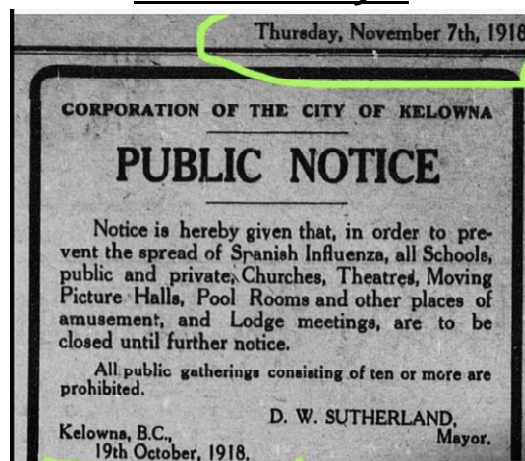 Thursday, November 7th, 1918
CORPORATION OF THE CITY OF KELOWNA
PUBLIC NOTICE
Notice is hereby given that, in order to pre-
vent the spread of Spanish Influenza, all Schools,
public and private, Churches, Theatres, Moving
Picture Halls, Pool Rooms and other places of
amusement, and Lodge meetings, are to be
closed until further notice.
All public gatherings consisting of ten or more are
prohibited.
D. W. SUTHERLAND,
Mayor.
Kelowna, B.C.,
19th October, 1918.